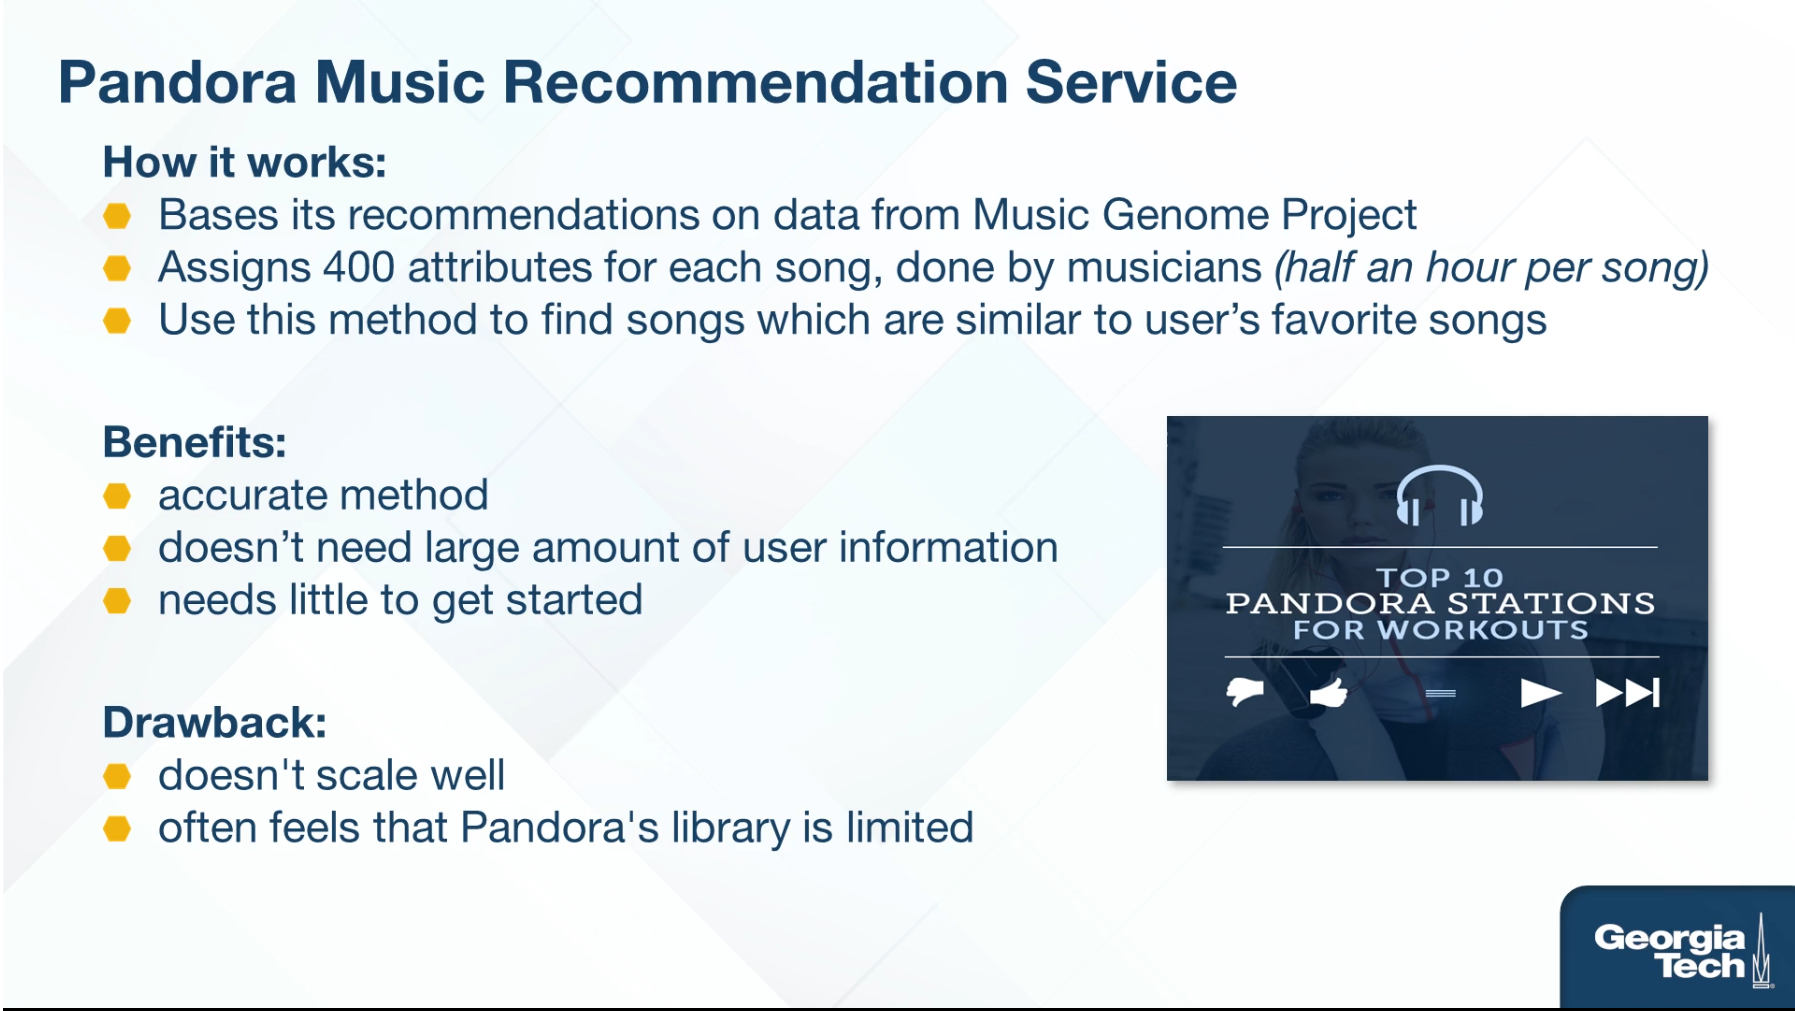 Pandora Music Recommendation Service
How it works:
Bases its recommendations on data from Music Genome Project
Assigns 400 attributes for each song, done by musicians (half an hour per song)
Use this method to find songs which are similar to user’s favorite songs
Benefits:
accurate method
doesn’t need large amount of user information
needs little to get started
Drawback:
doesn't scale well
often feels that Pandora's library is limited
TOP 10
PANDORA STATIONS
FOR WORKOUTS
Georgia
Tech